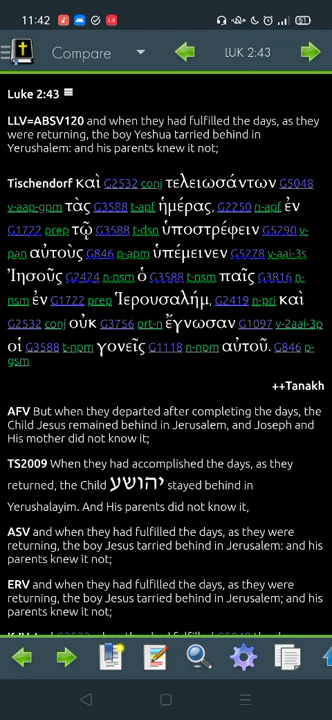 11:42
51
Compare
LUK 2:43
Luke 2:43
LLV=ABSV120 and when they had fulfilled the days, as they
were returning, the boy Yeshua tarried behind in
Yerushalem: and his parents knew it not;
Tischendorf καὶ G2532 conj τελειωσάντων G5048
v-aap-gpm τὰς G3588 t-apf ἡμέρας, G2250 n-apf ἐν
G1722 prep τῷ G3588 t-dsn ὑποστρέφειν G5290 v-
pan αὐτοὺς G846 p-apm ὑπέμεινεν G5278 v-aai-3s
Ἰησοῦς G2424 n-nsm ὁ G3588 t-nsm παῖς G3816 n-
nsm ἐν G1722 prep Ἱερουσαλήμ, G2419 n-pri καὶ
G2532 conj οὐκ G3756 prt-n ἔγνωσαν G1097 v-2aai-3p
οἱ G3588 t-npm γονεῖς G1118 n-npm αὐτοῦ. G846 p-
gsm
++Tanakh
AFV But when they departed after completing the days, the
Child Jesus remained behind in Jerusalem, and Joseph and
His mother did not know it;
TS2009 When they had accomplished the days, as they
returned, the Child יהושע stayed behind in
Yerushalayim. And His parents did not know it,
ASV and when they had fulfilled the days, as they were
returning, the boy Jesus tarried behind in Jerusalem: and his
parents knew it not;
ERV and when they had fulfilled the days, as they were
returning, the boy Jesus tarried behind in Jerusalem; and his
parents knew it not;